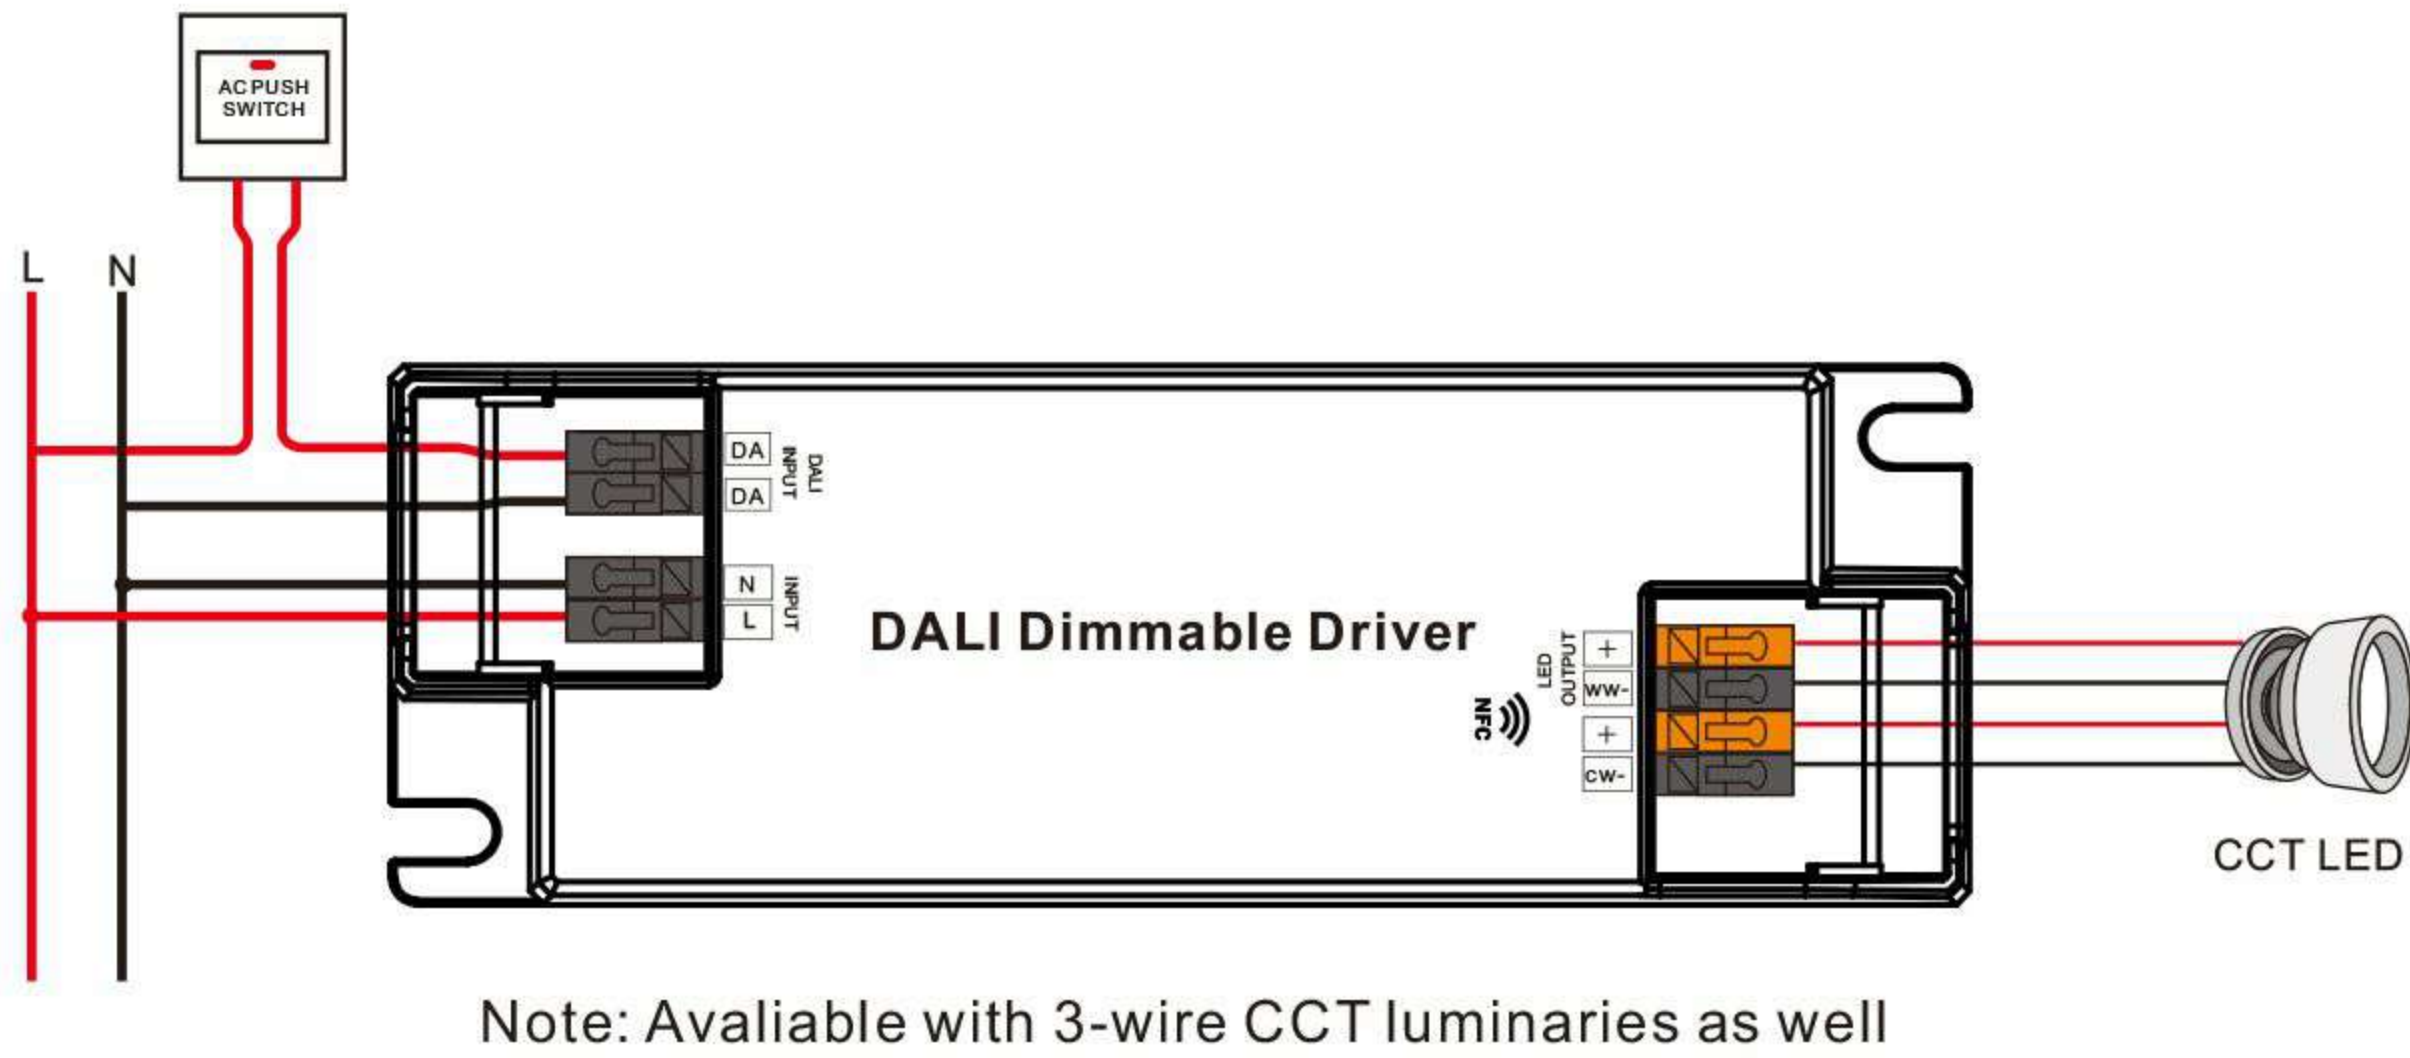 AC PUSH
SWITCH
L
N
DA
DA
DALI
INPUT
N
L
INPUT
DALI Dimmable Driver
NFC
LED
OUTPUT
+
WW-
+
CW-
CCT LED
Note: Avaliable with 3-wire CCT luminaries as well